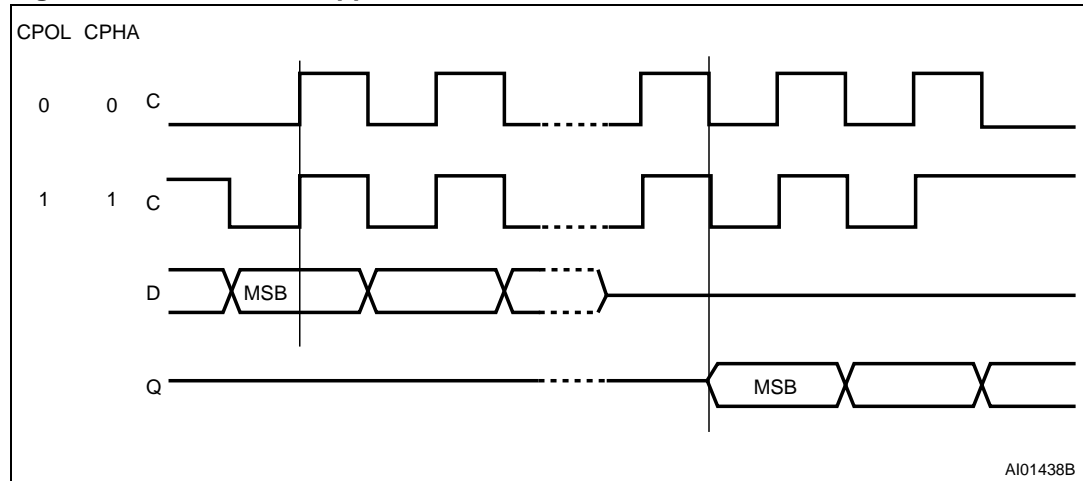 CPOL CPHA
0 0 C
1 1 C
D MSB
Q MSB
AI01438B